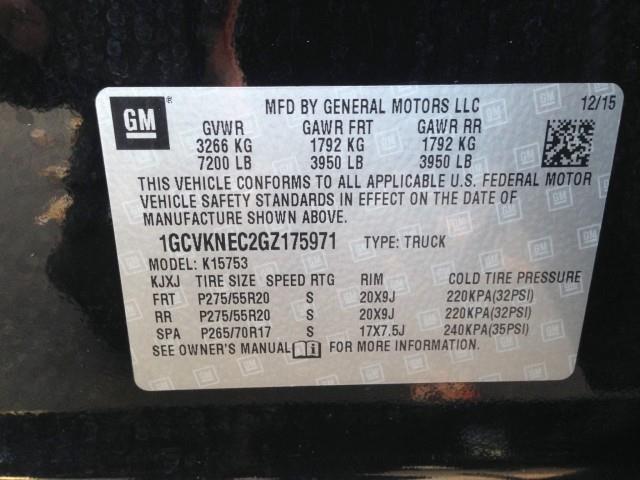 GM ®
MFD BY GENERAL MOTORS LLC 12/15
GVWR GAWR FRT GAWR RR
3266 KG 1792 KG 1792 KG
7200 LB 3950 LB 3950 LB
THIS VEHICLE CONFORMS TO ALL APPLICABLE U.S. FEDERAL MOTOR
VEHICLE SAFETY STANDARDS IN EFFECT ON THE DATE OF
MANUFACTURE SHOWN ABOVE.
1GCVKNEC2GZ175971 TYPE: TRUCK
MODEL: K15753
KJXJ TIRE SIZE SPEED RTG RIM COLD TIRE PRESSURE
FRT P275/55R20 S 20X9J 220KPA(32PSI)
RR P275/55R20 S 20X9J 220KPA(32PSI)
SPA P265/70R17 S 17X7.5J 240KPA(35PSI)
SEE OWNER'S MANUAL FOR MORE INFORMATION.